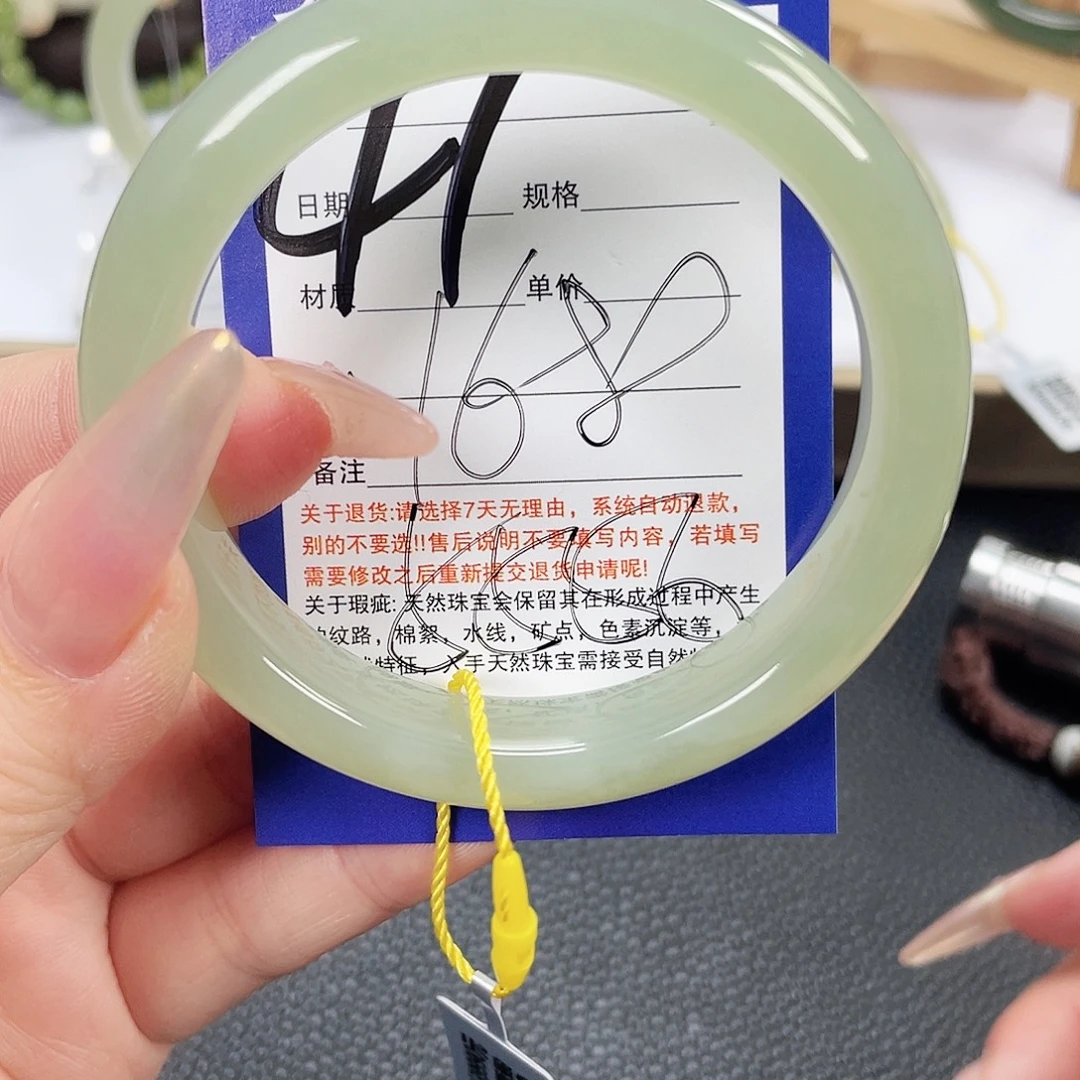 日期 规格
材质 单价
168
备注
关于退货:请选择7天无理由，系统自动退款，
别的不要选!!售后说明不要填写内容，若填写
需要修改之后重新提交退货申请呢!
关于瑕疵: 天然珠宝会保留其在形成过程中产生
纹路，棉絮，水线，矿点，色素沉淀等，
特征，入手天然珠宝需接受自然